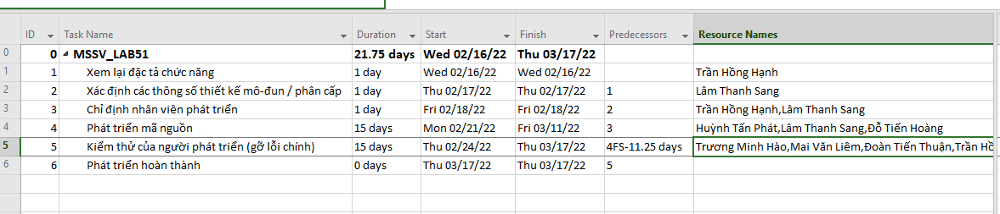 ID Task Name Duration Start Finish Predecessors Resource Names
0 0 MSSV_LAB51 21.75 days Wed 02/16/22 Thu 03/17/22
1 1 Xem lại đặc tả chức năng 1 day Wed 02/16/22 Wed 02/16/22 Trần Hồng Hạnh
2 2 Xác định các thông số thiết kế mô-đun / phân cấp 1 day Thu 02/17/22 Thu 02/17/22 1 Lâm Thanh Sang
3 3 Chỉ định nhân viên phát triển 1 day Fri 02/18/22 Fri 02/18/22 2 Trần Hồng Hạnh,Lâm Thanh Sang
4 4 Phát triển mã nguồn 15 days Mon 02/21/22 Fri 03/11/22 3 Huỳnh Tấn Phát,Lâm Thanh Sang,Đỗ Tiến Hoàng
5 5 Kiểm thử của người phát triển (gỡ lỗi chính) 15 days Thu 02/24/22 Thu 03/17/22 4FS-11.25 days Trương Minh Hào,Mai Văn Liêm,Đoàn Tiến Thuận,Trần
6 6 Phát triển hoàn thành 0 days Thu 03/17/22 Thu 03/17/22 5